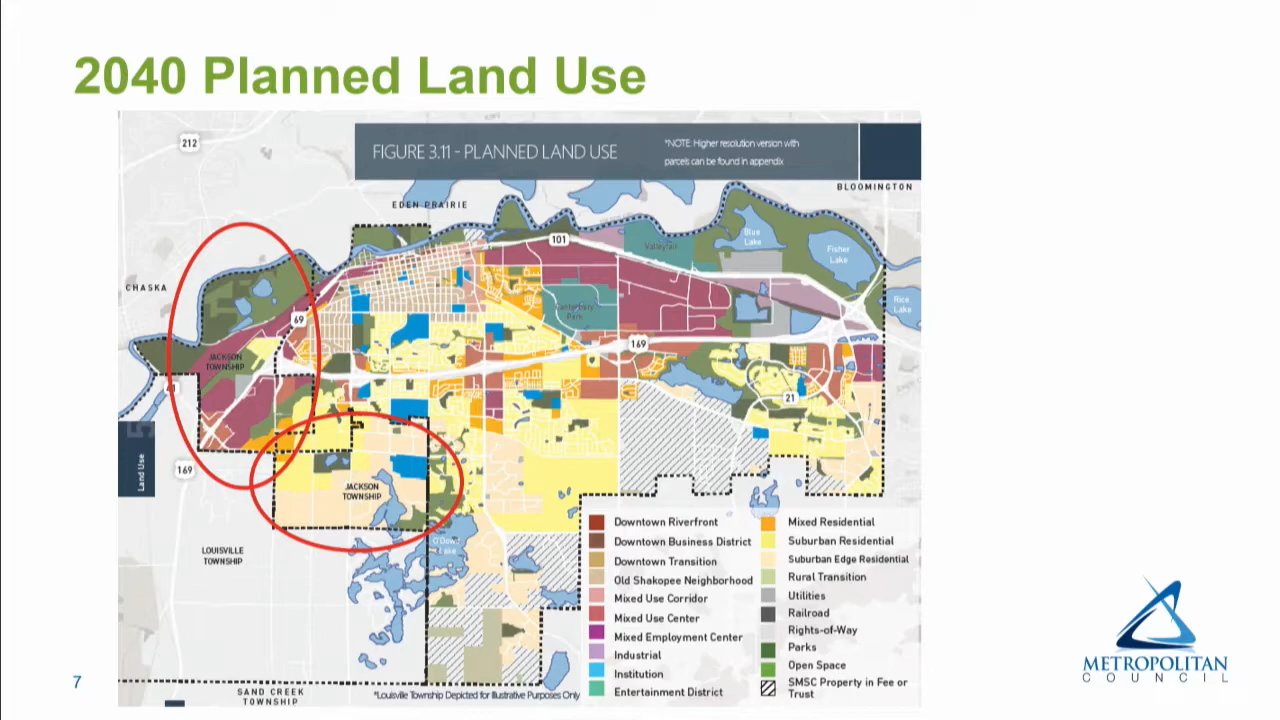 2040 Planned Land Use
FIGURE 3.11 - PLANNED LAND USE
*NOTE: Higher resolution version with
parcels can be found in appendix
212
BLOOMINGTON
EDEN PRAIRIE
101
Valleyfair
Blue
Lake
Fisher
Lake
CHASKA
Rice
Lake
69
Canterbury
Park
169
JACKSON
TOWNSHIP
41
21
Land Use
169
JACKSON
TOWNSHIP
O'Dowd
Lake
LOUISVILLE
TOWNSHIP
Downtown Riverfront
Downtown Business District
Downtown Transition
Old Shakopee Neighborhood
Mixed Use Corridor
Mixed Use Center
Mixed Employment Center
Industrial
Institution
Entertainment District
Mixed Residential
Suburban Residential
Suburban Edge Residential
Rural Transition
Utilities
Railroad
Rights-of-Way
Parks
Open Space
SMSC Property in Fee or
Trust
SAND CREEK
TOWNSHIP
*Louisville Township Depicted for Illustrative Purposes Only
7
METROPOLITAN
COUNCIL